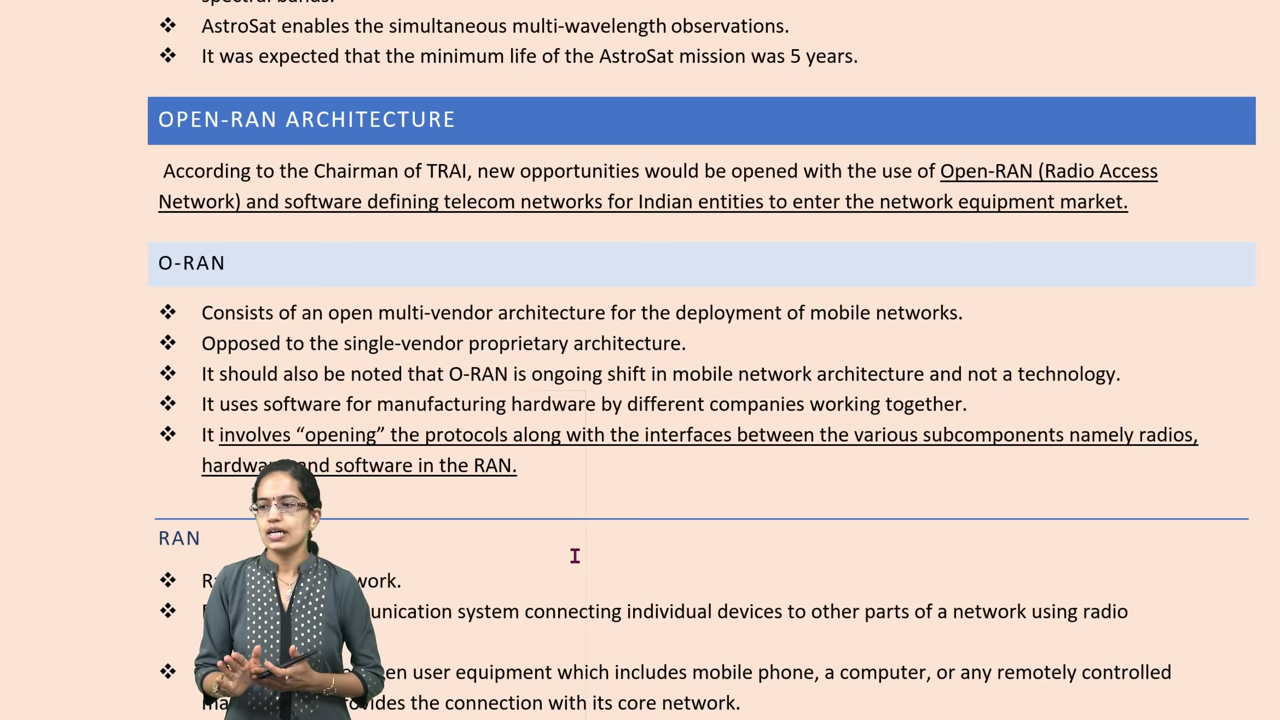 spectral bands.
❖ AstroSat enables the simultaneous multi-wavelength observations.
❖ It was expected that the minimum life of the AstroSat mission was 5 years.
OPEN-RAN ARCHITECTURE
According to the Chairman of TRAI, new opportunities would be opened with the use of Open-RAN (Radio Access
Network) and software defining telecom networks for Indian entities to enter the network equipment market.
O-RAN
❖ Consists of an open multi-vendor architecture for the deployment of mobile networks.
❖ Opposed to the single-vendor proprietary architecture.
❖ It should also be noted that O-RAN is ongoing shift in mobile network architecture and not a technology.
❖ It uses software for manufacturing hardware by different companies working together.
❖ It involves “opening” the protocols along with the interfaces between the various subcomponents namely radios,
and software in the RAN.
RAN
❖
❖ system connecting individual devices to other parts of a network using radio
❖ user equipment which includes mobile phone, a computer, or any remotely controlled
the connection with its core network.